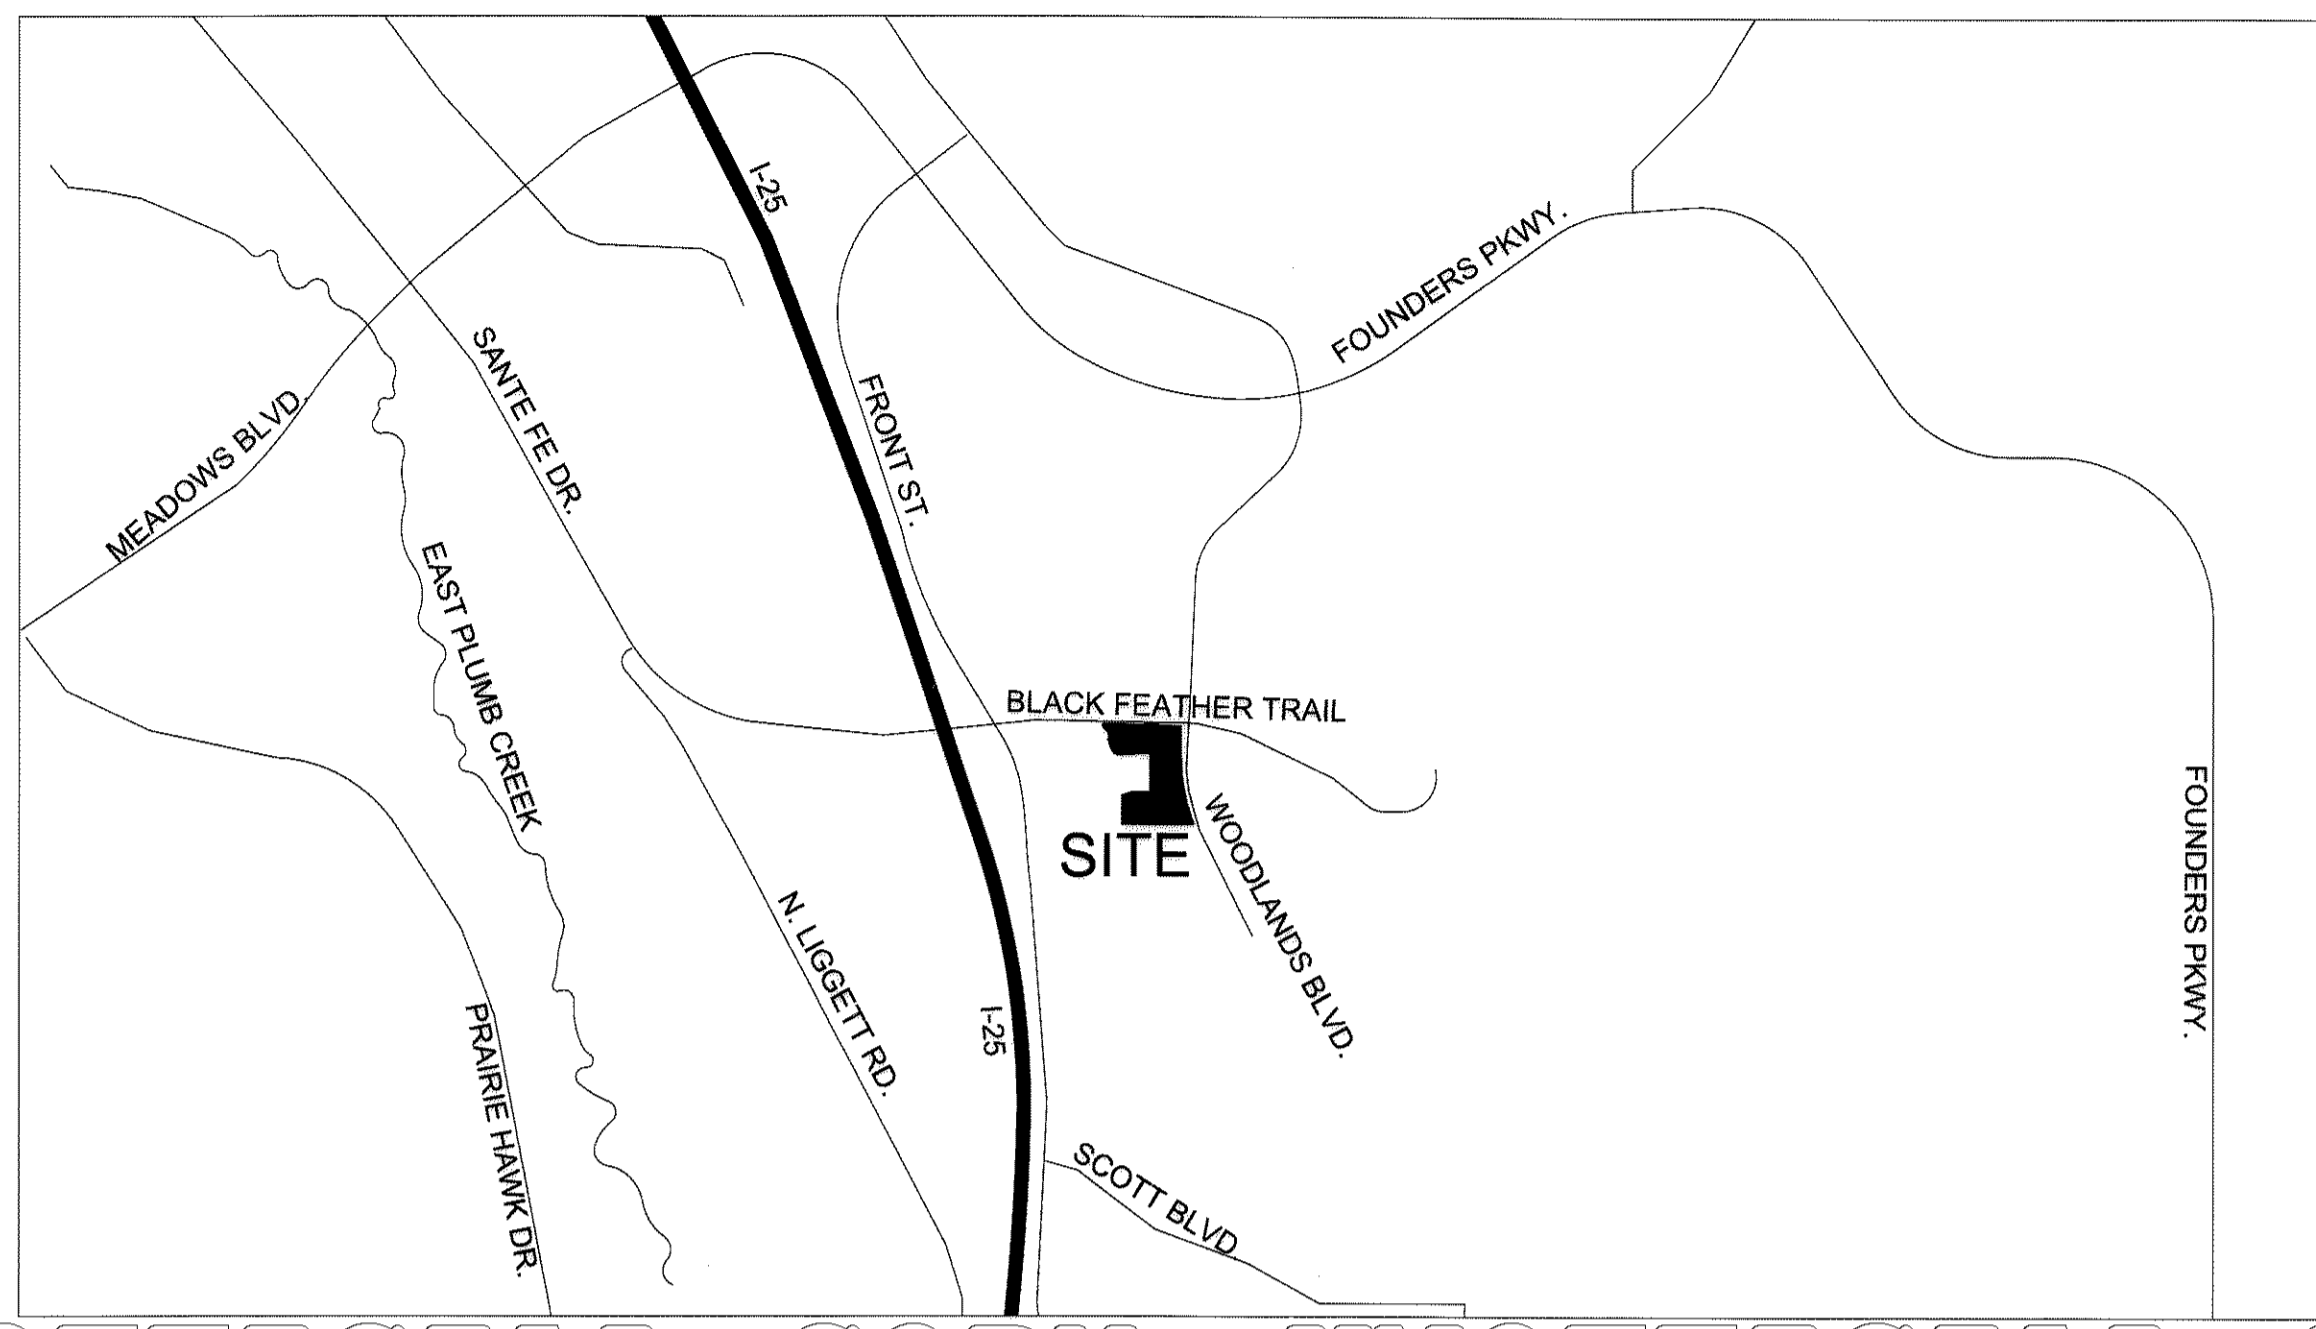 I-25
FOUNDERS PKWY.
SANTE FE DR.
FRONT ST.
MEADOWS BLVD.
EAST PLUMB CREEK
BLACK FEATHER TRAIL
SITE
WOODLANDS BLVD.
FOUNDERS PKWY.
N. LIGGETT RD.
I-25
PRAIRIE HAWK DR.
SCOTT BLVD